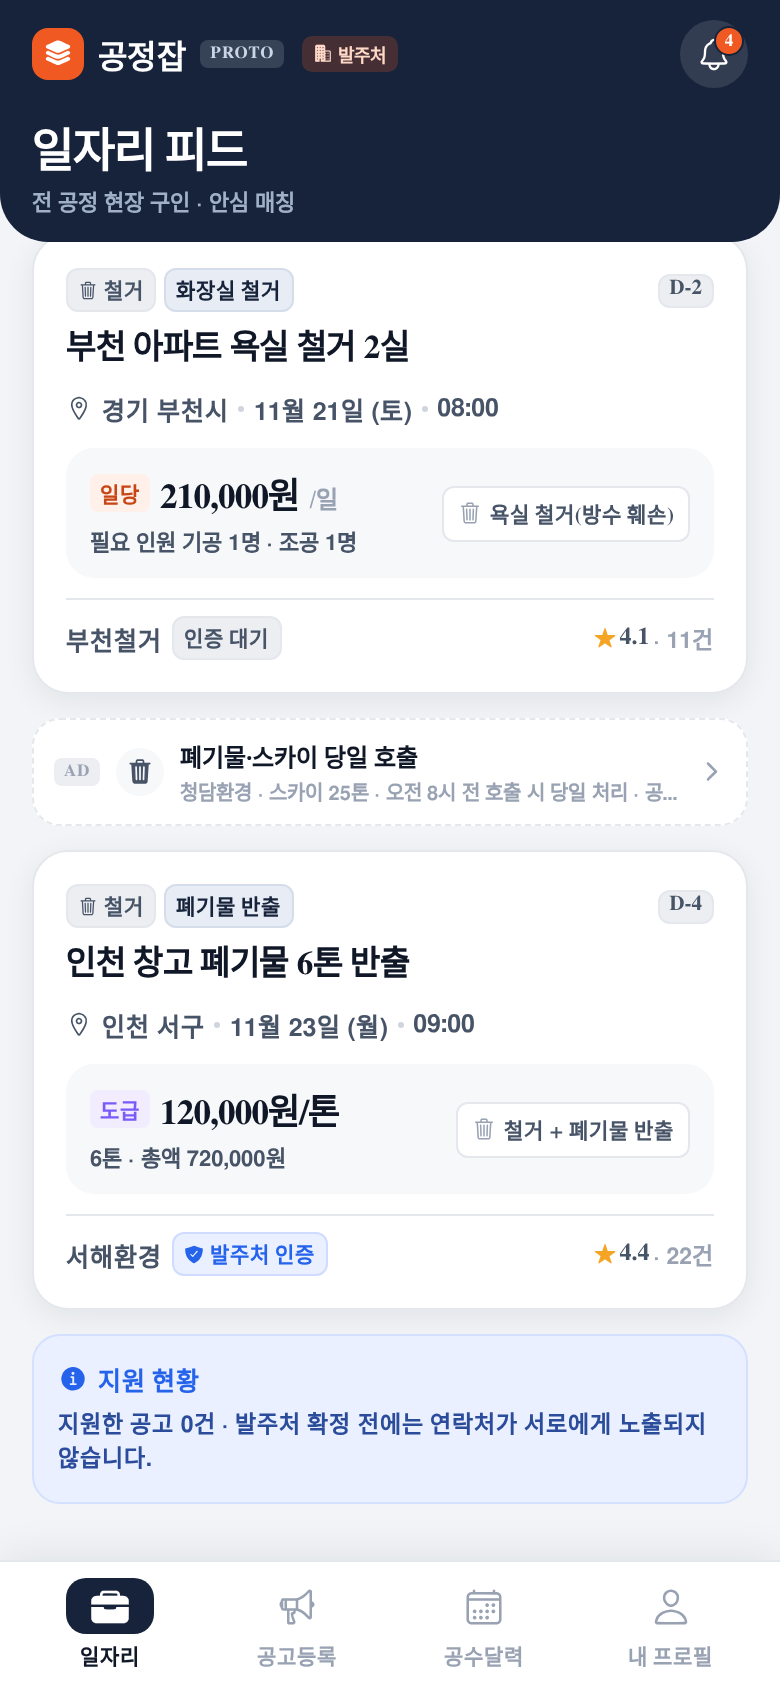 공정잡 PROTO 발주처 4
일자리 피드
전 공정 현장 구인 · 안심 매칭
철거 화장실 철거 D-2
부천 아파트 욕실 철거 2실
경기 부천시 • 11월 21일 (토) • 08:00
일당 210,000원 /일
필요 인원 기공 1명 · 조공 1명
욕실 철거(방수 훼손)
부천철거 인증 대기 ★ 4.1 · 11건
AD 폐기물·스카이 당일 호출
청담환경 · 스카이 25톤 · 오전 8시 전 호출 시 당일 처리 · 공...
철거 폐기물 반출 D-4
인천 창고 폐기물 6톤 반출
인천 서구 • 11월 23일 (월) • 09:00
도급 120,000원/톤
6톤 · 총액 720,000원
철거 + 폐기물 반출
서해환경 발주처 인증 ★ 4.4 · 22건
지원 현황
지원한 공고 0건 · 발주처 확정 전에는 연락처가 서로에게 노출되지
않습니다.
일자리 공고등록 공수달력 내 프로필